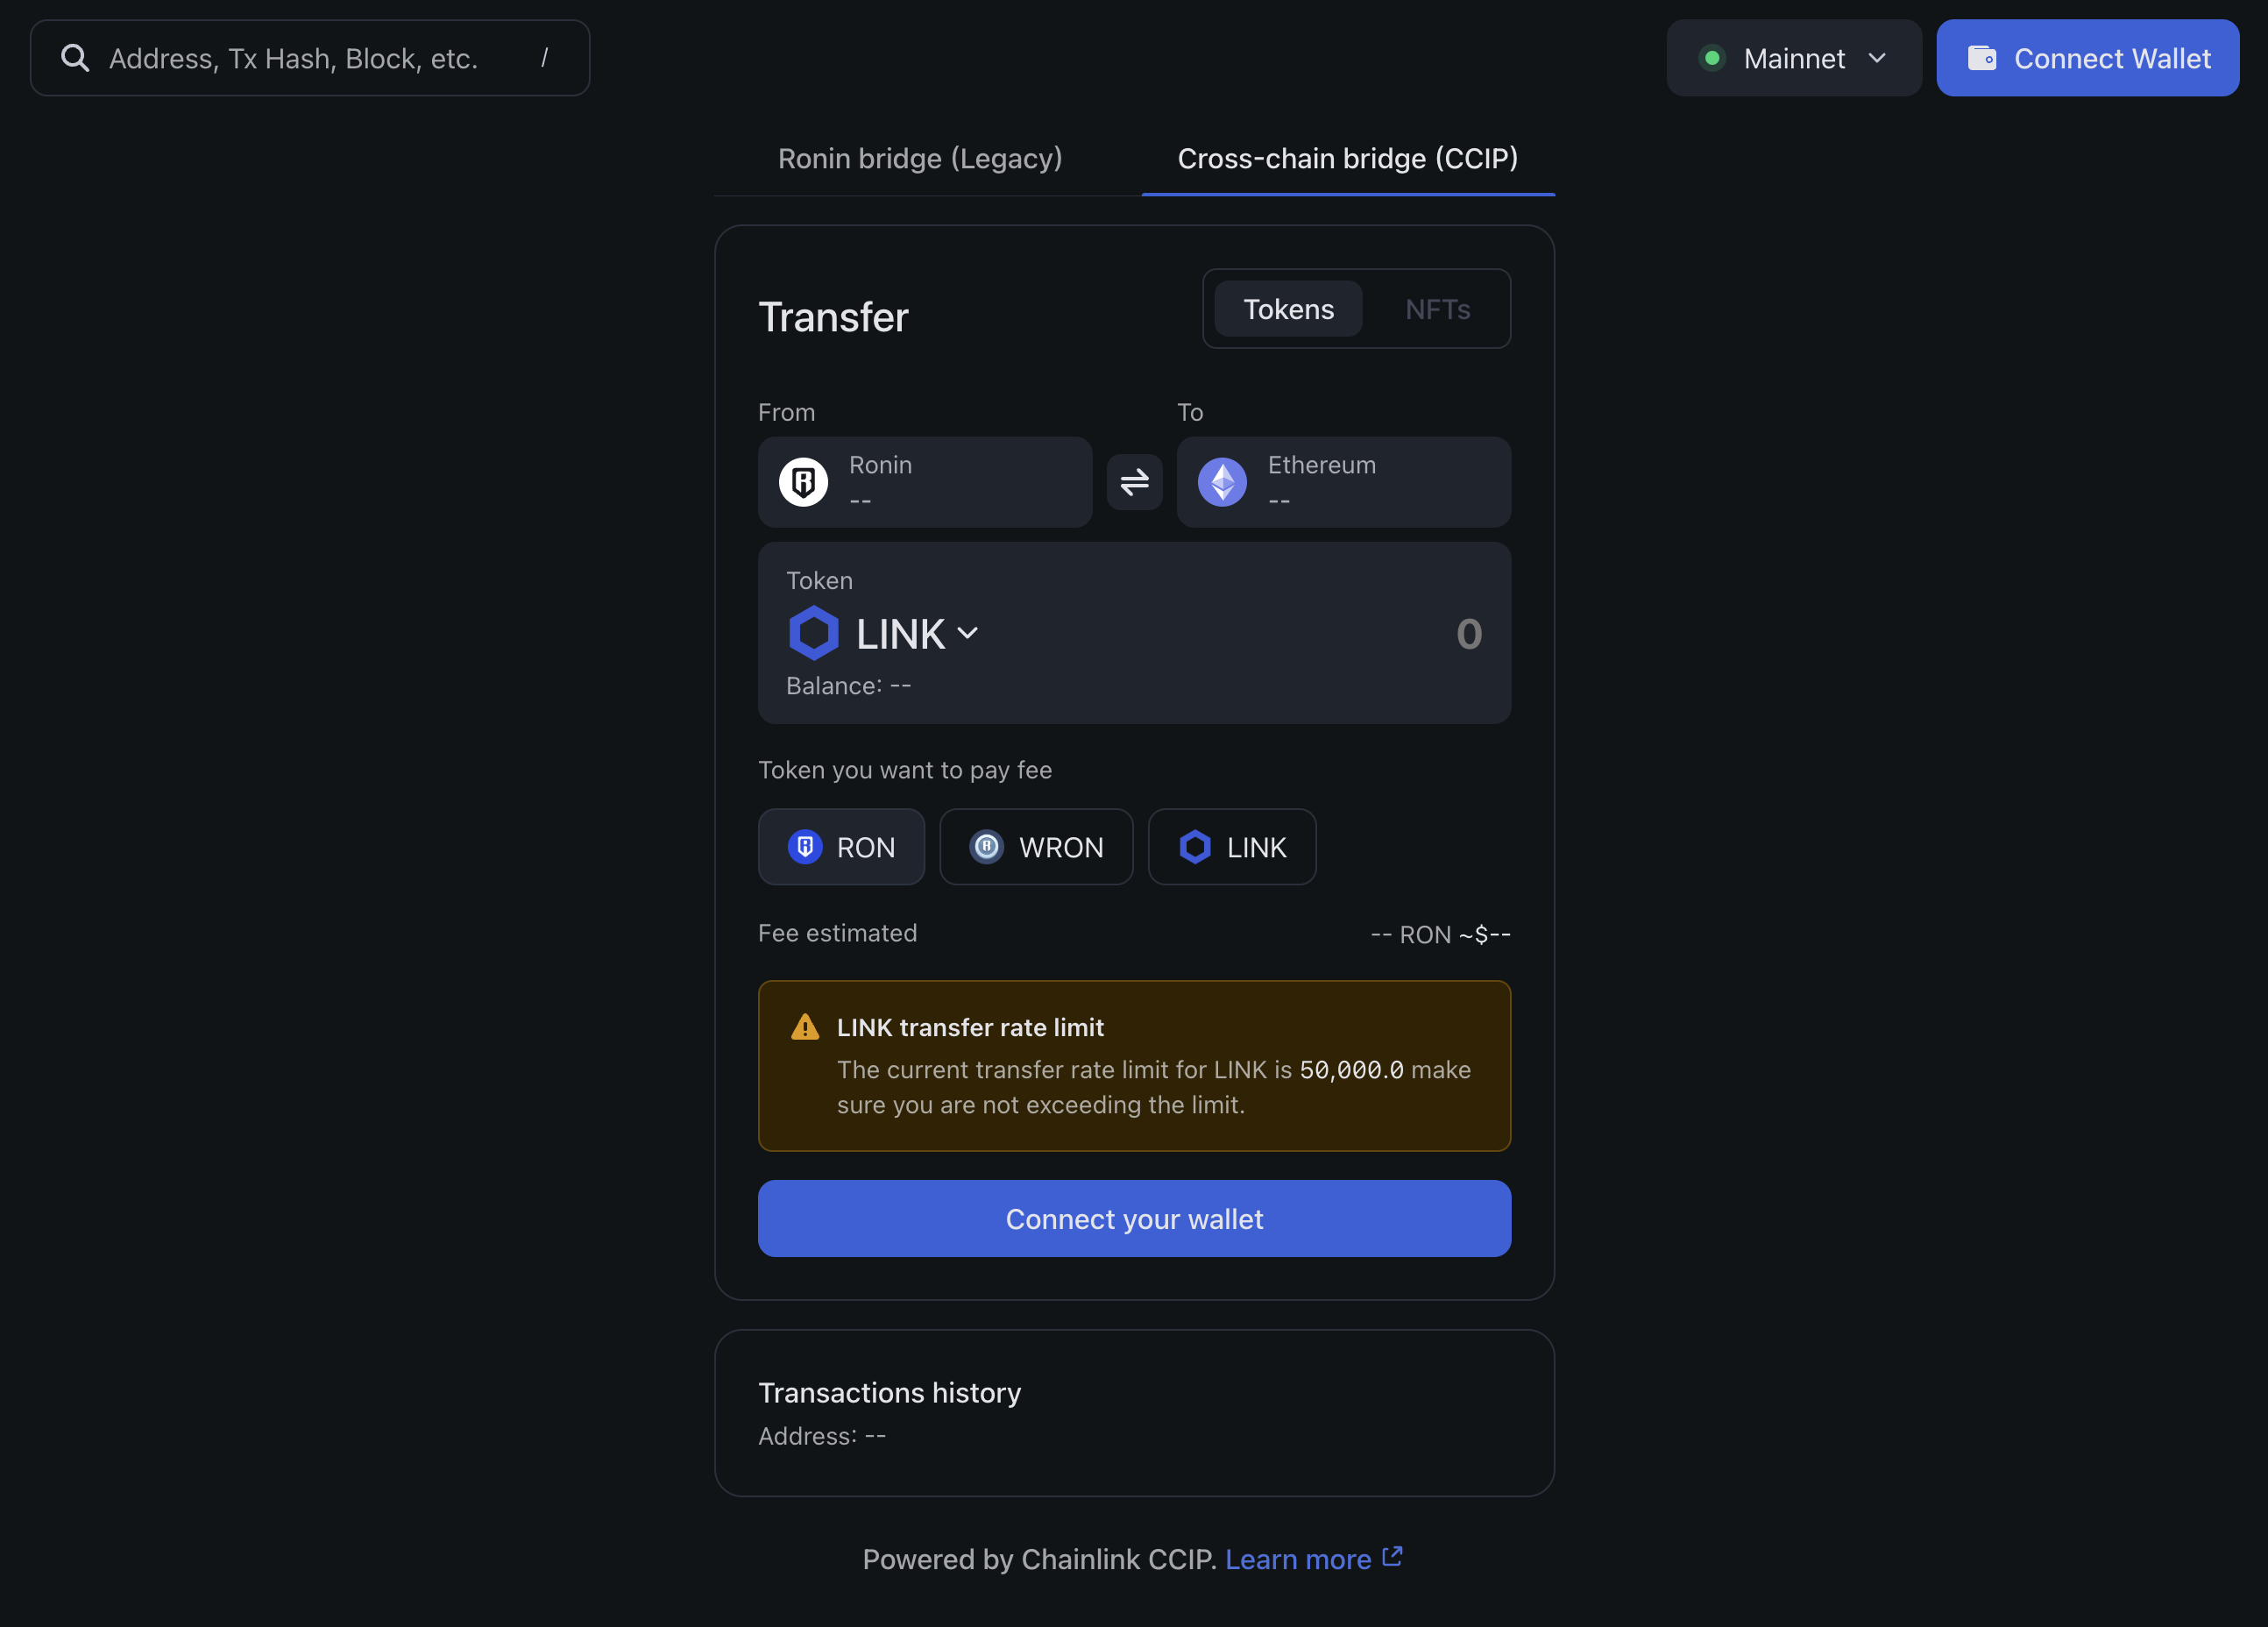 Address, Tx Hash, Block, etc. /
Mainnet
Connect Wallet
Ronin bridge (Legacy)
Cross-chain bridge (CCIP)
Transfer
Tokens
NFTs
From
To
Ronin
--
Ethereum
--
Token
LINK
0
Balance: --
Token you want to pay fee
RON
WRON
LINK
Fee estimated
-- RON ~$--
LINK transfer rate limit
The current transfer rate limit for LINK is 50,000.0 make
sure you are not exceeding the limit.
Connect your wallet
Transactions history
Address: --
Powered by Chainlink CCIP. Learn more